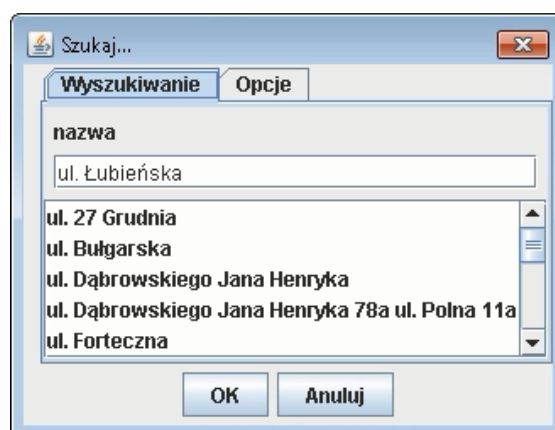 Szukaj...
Wyszukiwanie Opcje
nazwa
ul. Łubieńska
ul. 27 Grudnia
ul. Bułgarska
ul. Dąbrowskiego Jana Henryka
ul. Dąbrowskiego Jana Henryka 78a ul. Polna 11a
ul. Forteczna
OK Anuluj